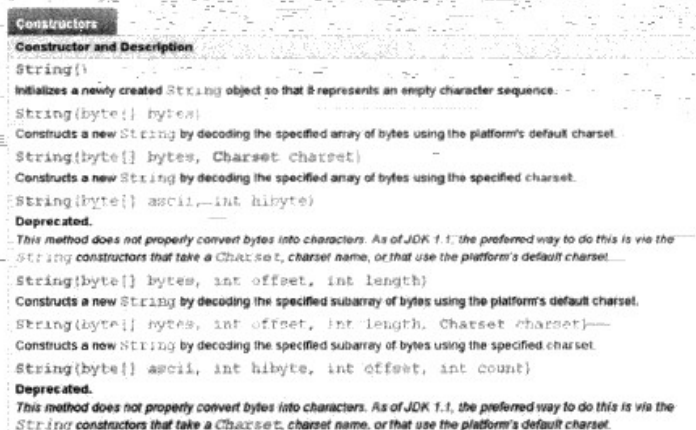 Constructors
Constructor and Description
String()
Initializes a newly created String object so that it represents an empty character sequence.
String(byte[] bytes)
Constructs a new String by decoding the specified array of bytes using the platform's default charset.
String(byte[] bytes, Charset charset)
Constructs a new String by decoding the specified array of bytes using the specified charset.
String(byte[] ascii, int hibyte)
Deprecated.
This method does not properly convert bytes into characters. As of JDK 1.1, the preferred way to do this is via the
String constructors that take a Charset, charset name, or that use the platform's default charset.
String(byte[] bytes, int offset, int length)
Constructs a new String by decoding the specified subarray of bytes using the platform's default charset.
String(byte[] bytes, int offset, int length, Charset charset)
Constructs a new String by decoding the specified subarray of bytes using the specified charset.
String(byte[] ascii, int hibyte, int offset, int count)
Deprecated.
This method does not properly convert bytes into characters. As of JDK 1.1, the preferred way to do this is via the
String constructors that take a Charset, charset name, or that use the platform's default charset.